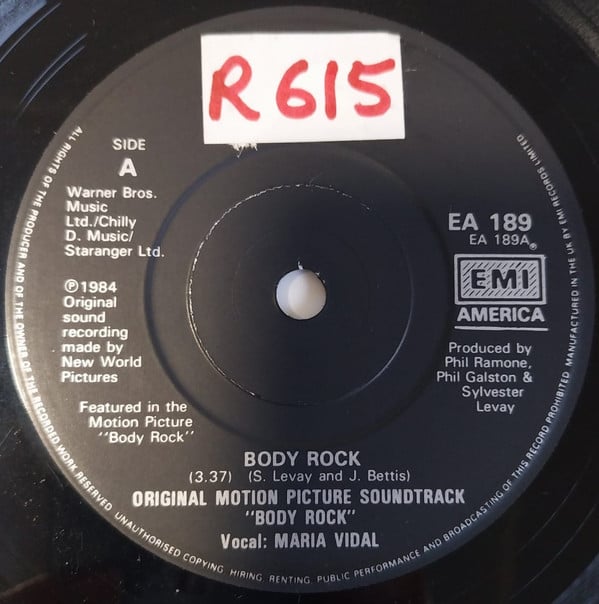 R 615
SIDE
A
Warner Bros.
Music
Ltd./Chilly
D. Music/
Staranger Ltd.
℗1984
Original
sound
recording
made by
New World
Pictures
Featured in the
Motion Picture
"Body Rock"
EA 189
EA 189A
®
EMI
AMERICA
Produced by
Phil Ramone,
Phil Galston &
Sylvester
Levay
BODY ROCK
(3.37) (S. Levay and J. Bettis)
ORIGINAL MOTION PICTURE SOUNDTRACK
"BODY ROCK"
Vocal: MARIA VIDAL
ALL RIGHTS OF THE PRODUCER AND OF THE OWNER OF THE RECORDED WORK RESERVED. UNAUTHORISED COPYING, HIRING, RENTING, PUBLIC PERFORMANCE AND BROADCASTING OF THIS RECORD PROHIBITED. MANUFACTURED IN THE UK BY EMI RECORDS LIMITED